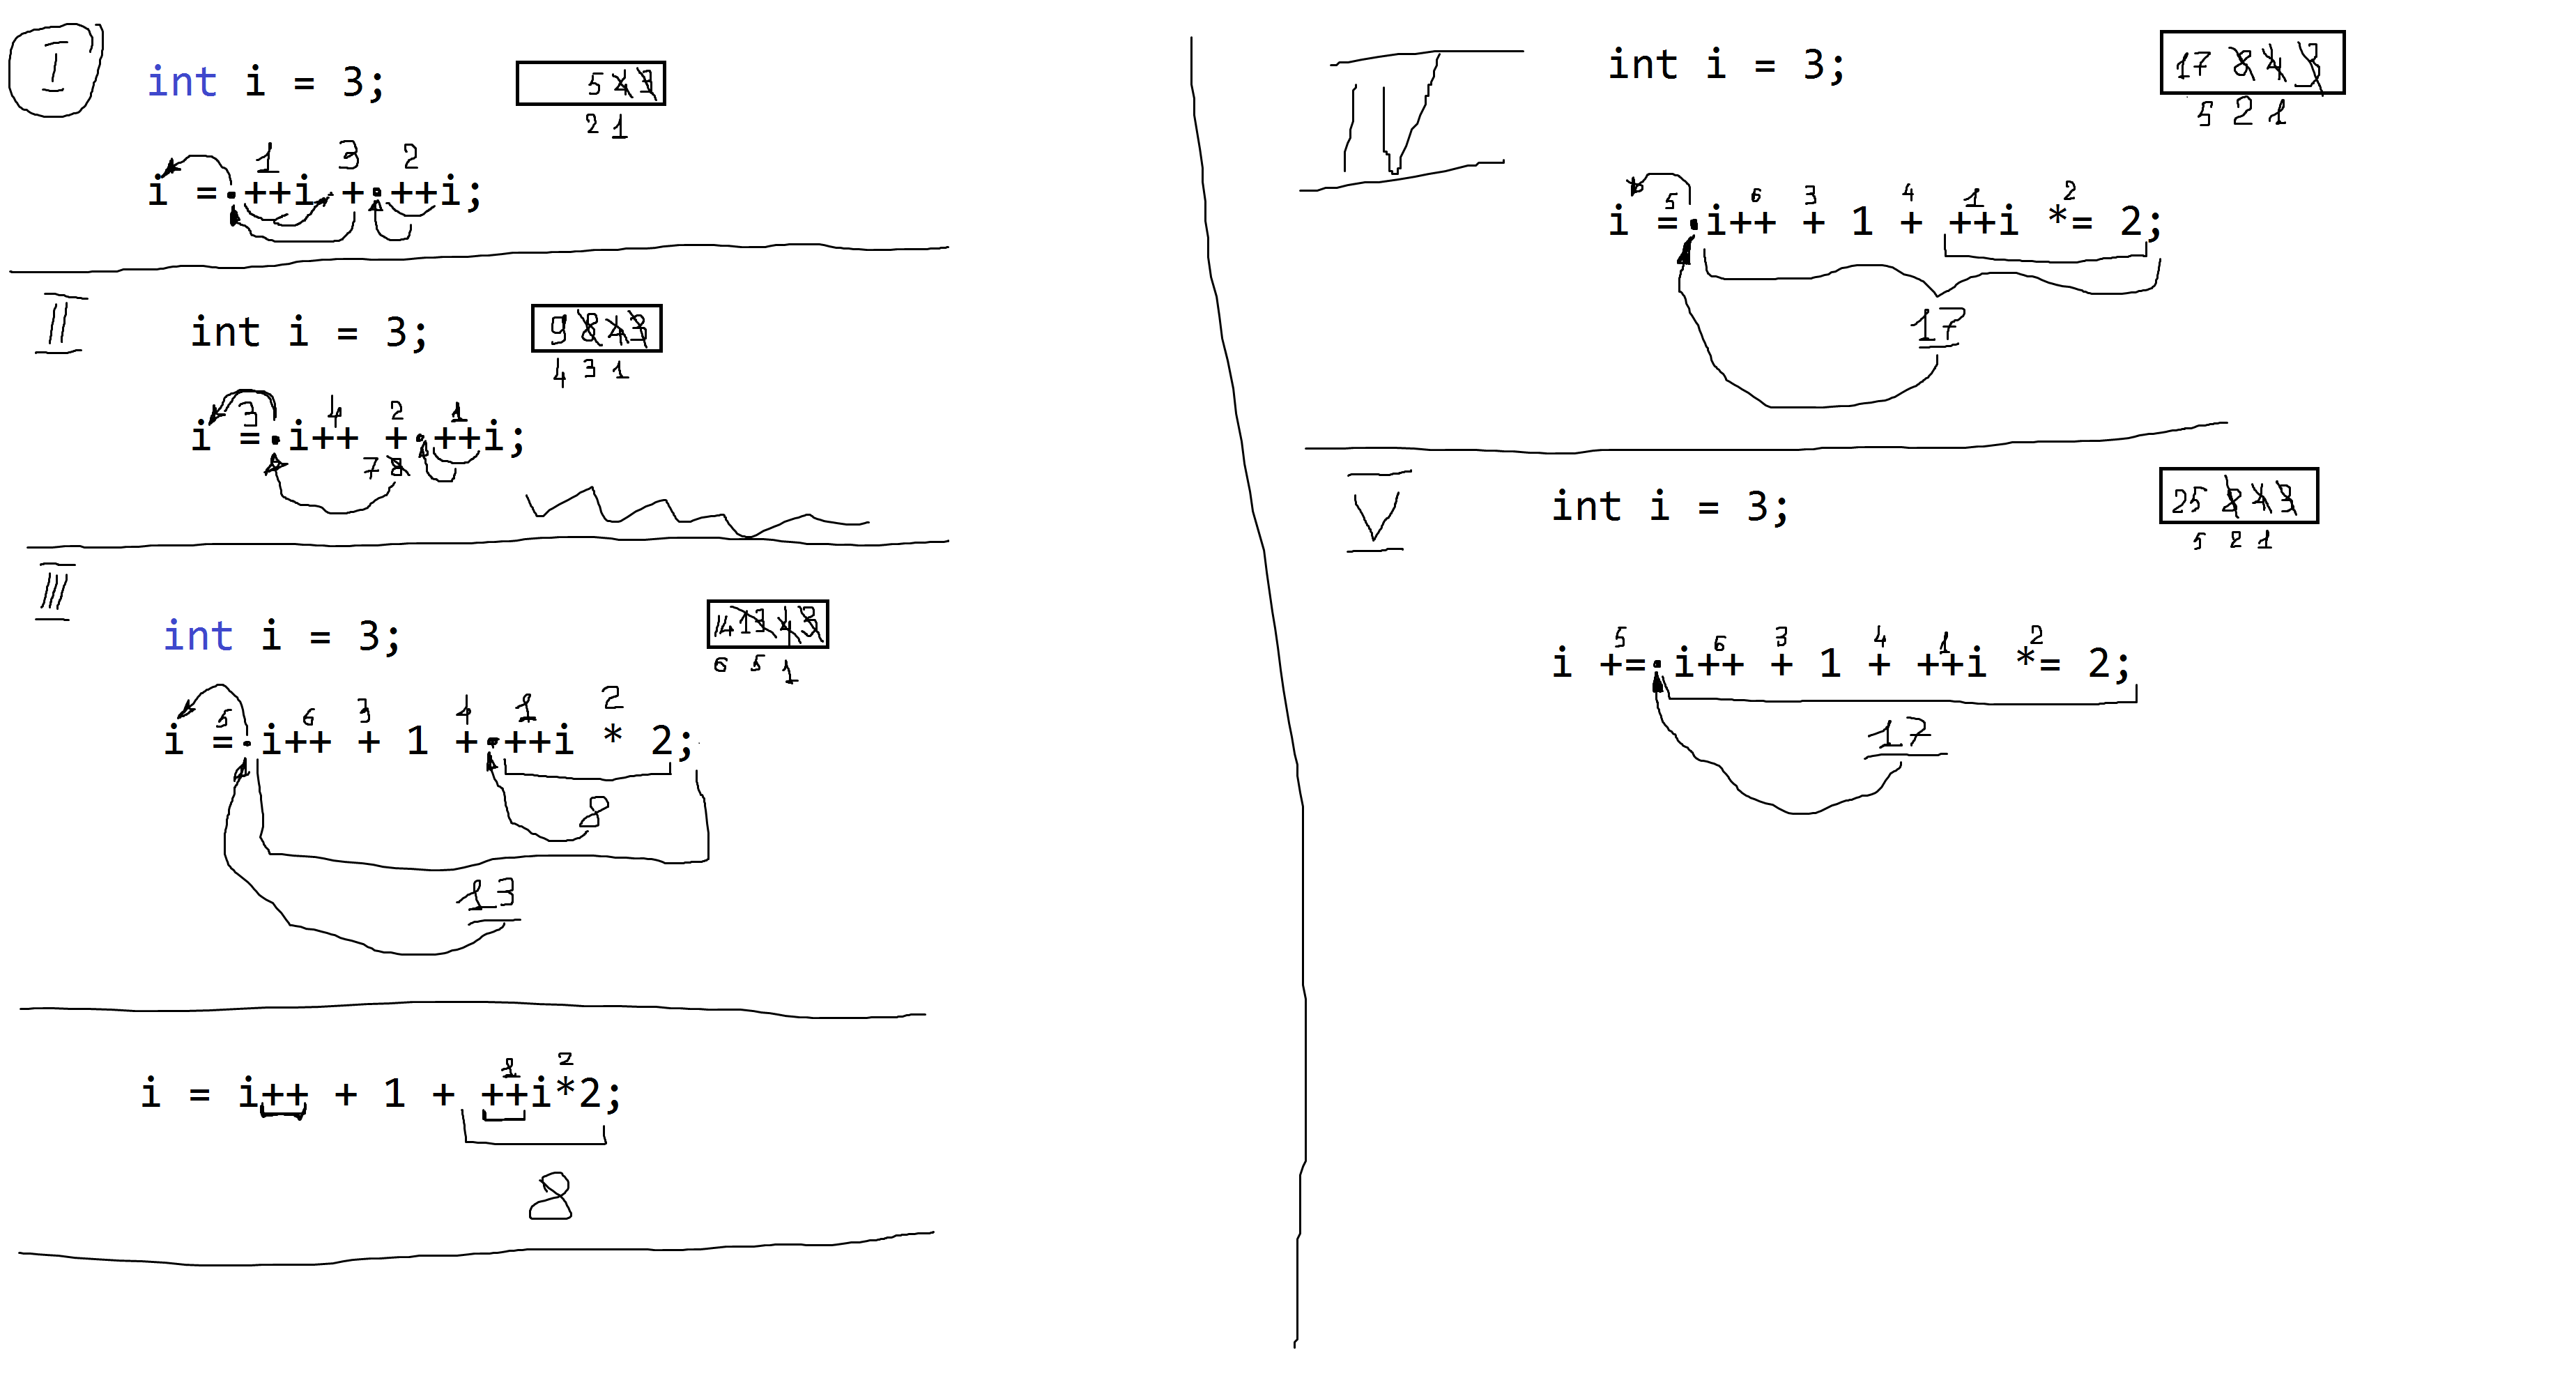 I
int i = 3;
5 4 3
2 1
1 3 2
i = ++i + ++i;
II
int i = 3;
9 8 4 3
4 3 1
3 4 2 1
i = i++ + ++i;
7 8
III
int i = 3;
14 13 4 3
6 5 1
5 6 3 4 1 2
i = i++ + 1 + ++i * 2;
8
13
1 2
i = i++ + 1 + ++i*2;
8
IV
int i = 3;
17 8 4 3
5 2 1
5 6 3 4 1 2
i = i++ + 1 + ++i *= 2;
17
V
int i = 3;
25 8 4 3
5 2 1
5 6 3 4 1 2
i += i++ + 1 + ++i *= 2;
17